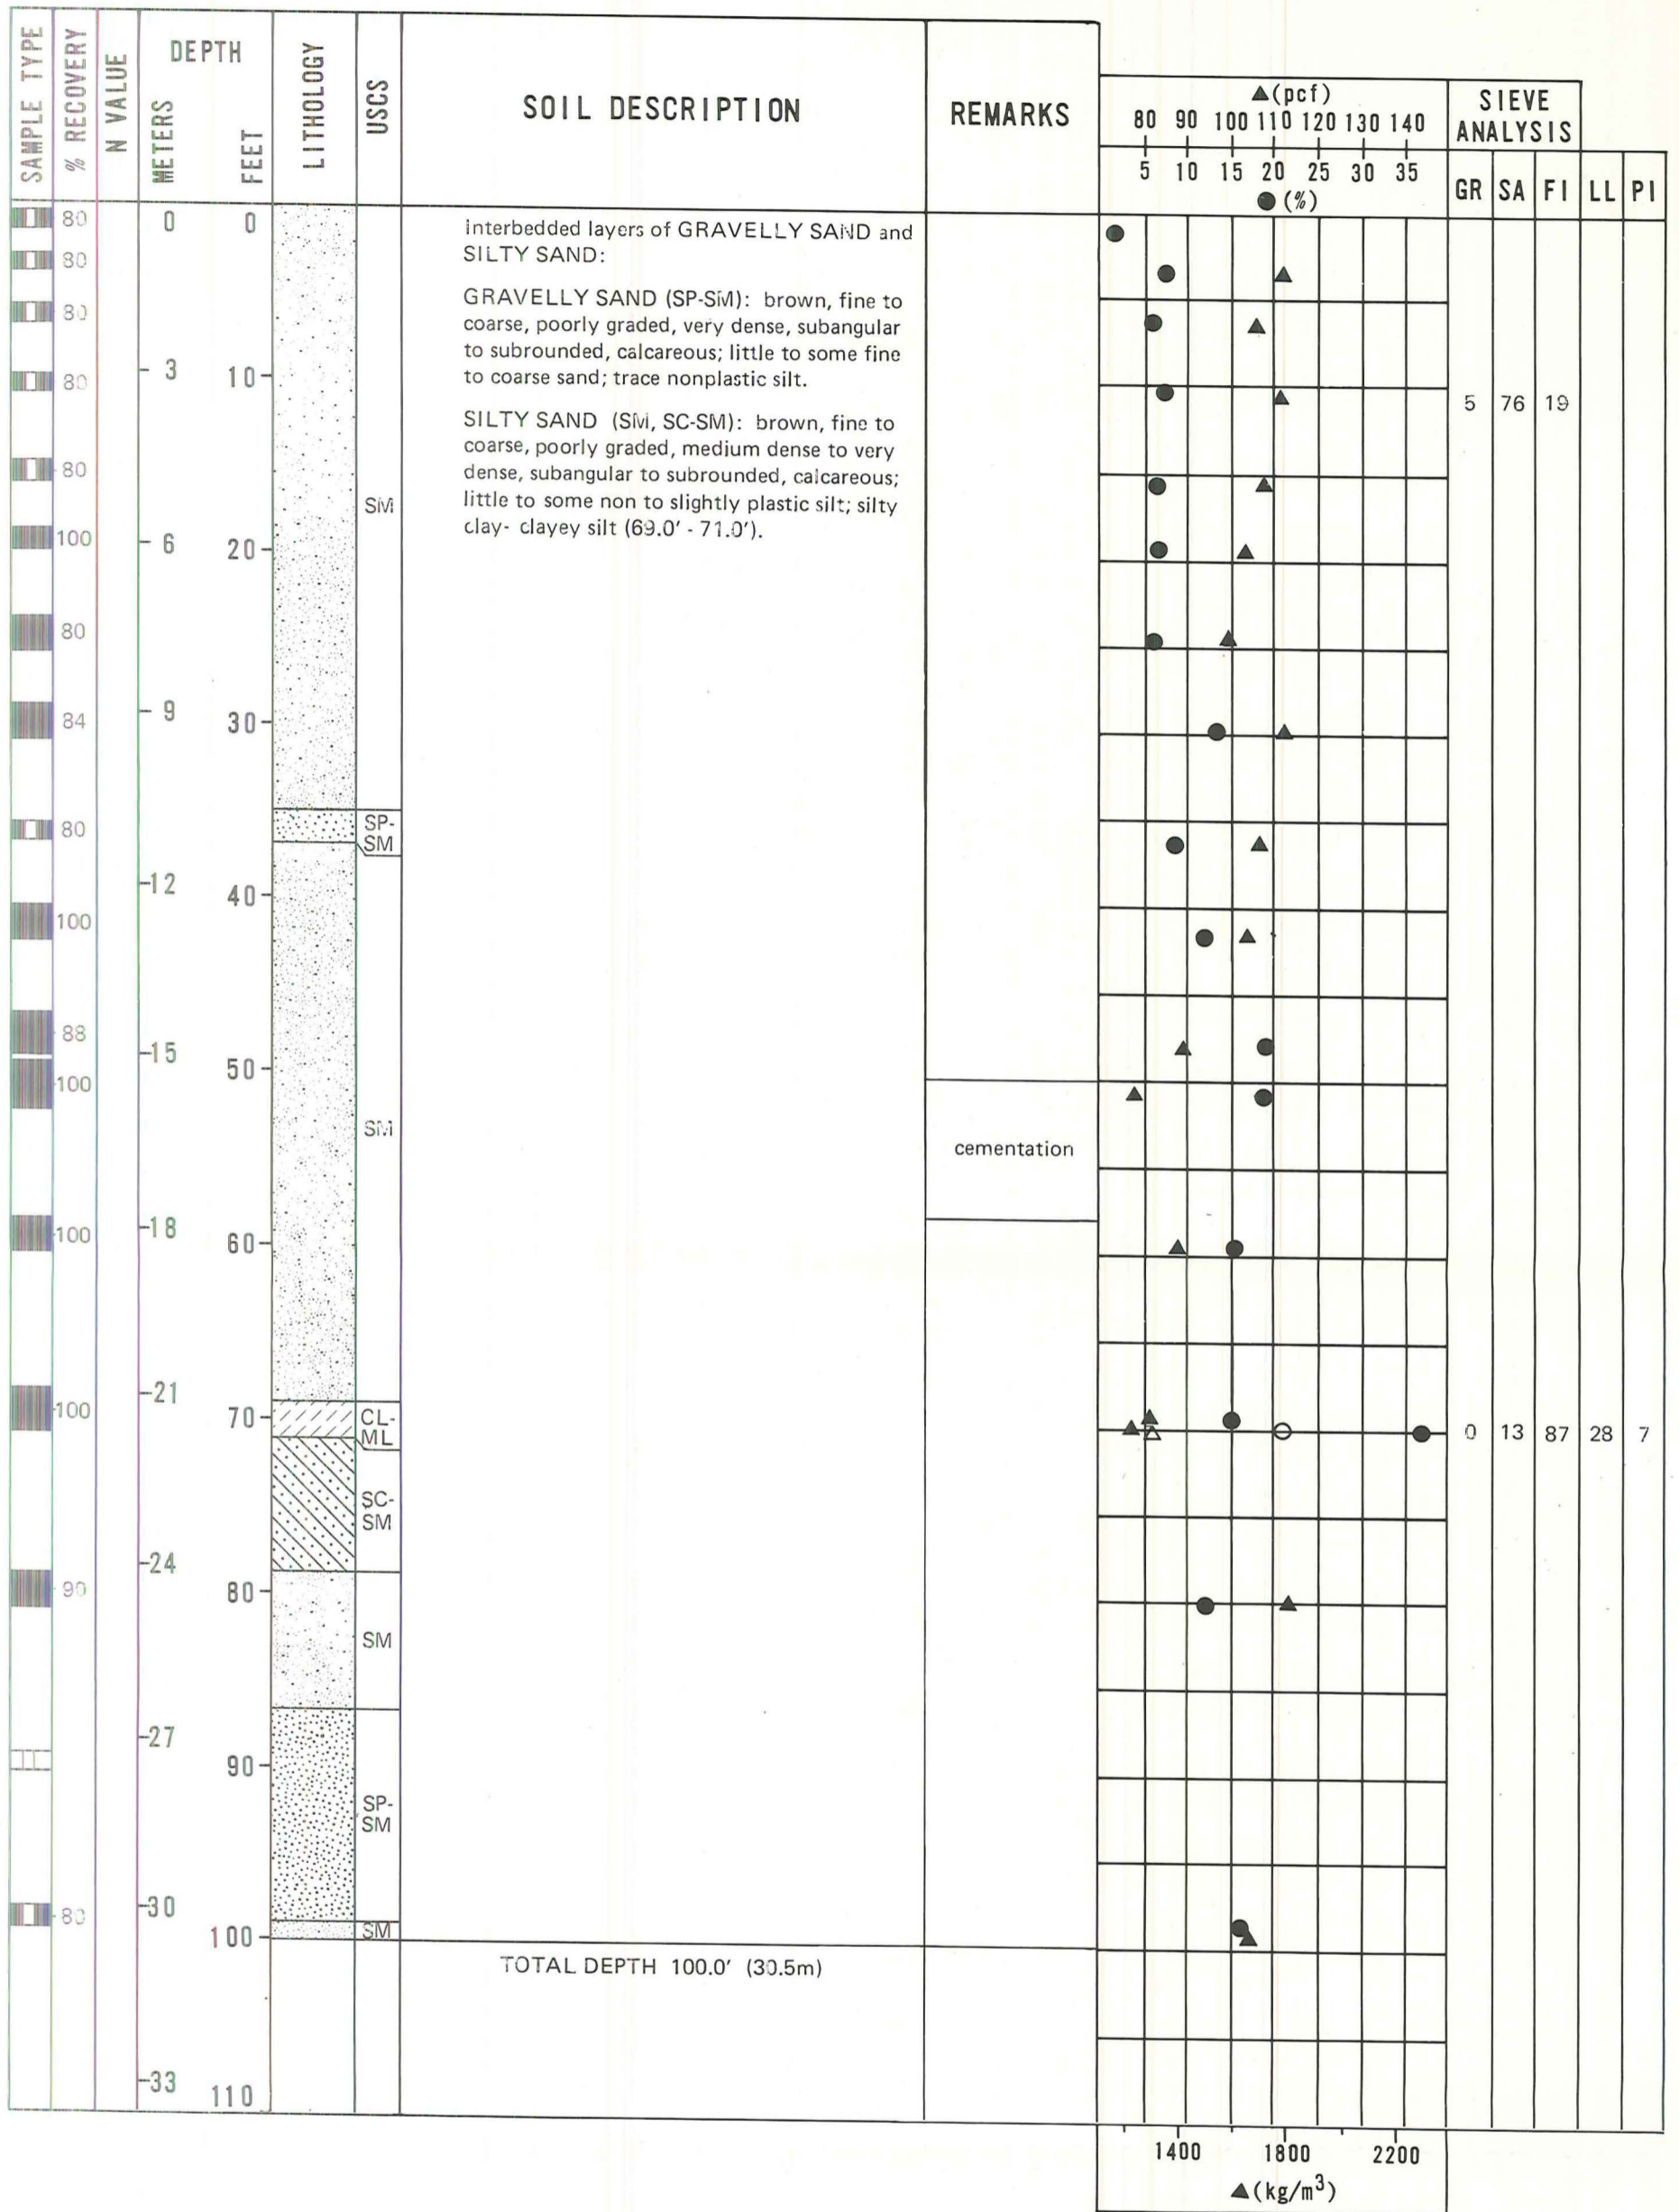 SAMPLE TYPE
% RECOVERY
N VALUE
DEPTH
METERS
FEET
LITHOLOGY
USCS
SOIL DESCRIPTION
REMARKS
▲(pcf)
80 90 100 110 120 130 140
5 10 15 20 25 30 35
●(%)
SIEVE
ANALYSIS
GR SA FI LL PI
80 0 0
Interbedded layers of GRAVELLY SAND and
SILTY SAND:
80
GRAVELLY SAND (SP-SM): brown, fine to
coarse, poorly graded, very dense, subangular
to subrounded, calcareous; little to some fine
to coarse sand; trace nonplastic silt.
80
80 3 10
5 76 19
SILTY SAND (SM, SC-SM): brown, fine to
coarse, poorly graded, medium dense to very
dense, subangular to subrounded, calcareous;
little to some non to slightly plastic silt; silty
clay- clayey silt (69.0' - 71.0').
80
SM
100 6 20
80
84 9 30
80
SP-
SM
12 40
100
88
15 50
100
SM
cementation
100 18 60
21
100 70
CL-
ML
0 13 87 28 7
SC-
SM
24
90 80
SM
27
90
SP-
SM
80 30
SM
100
TOTAL DEPTH 100.0' (30.5m)
33 110
1400 1800 2200
▲(kg/m³)